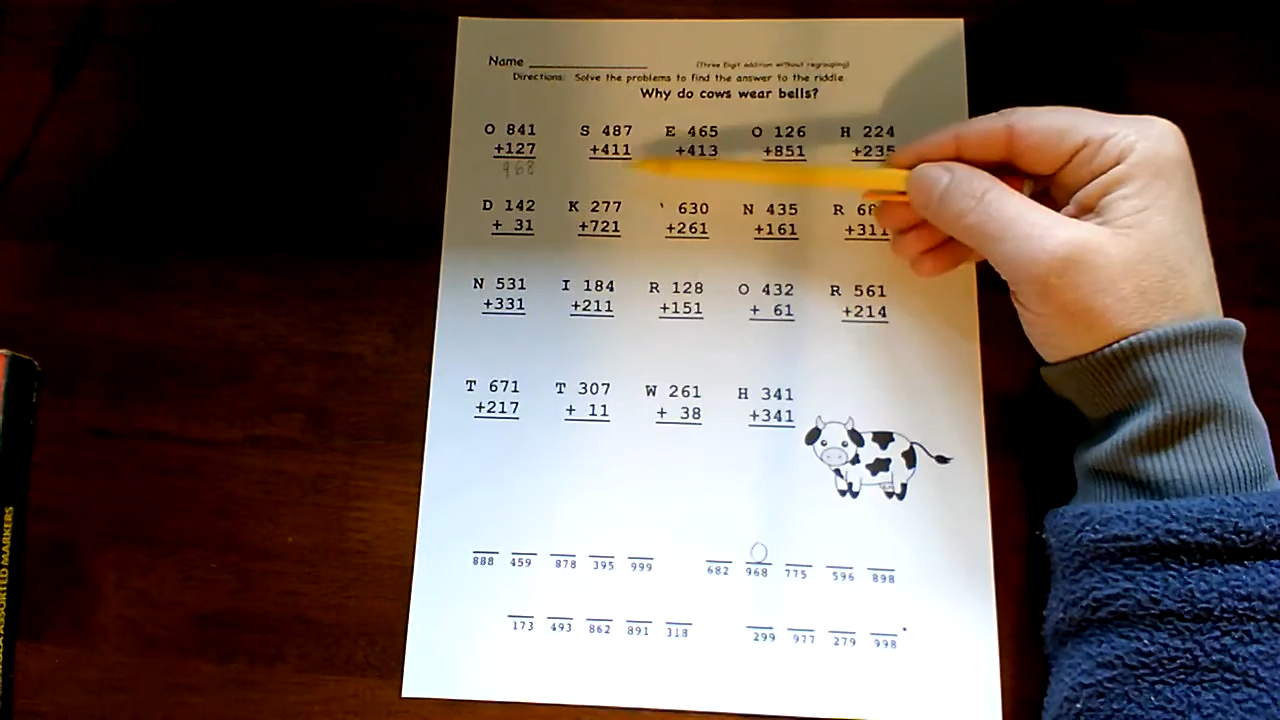 Name
(Three Digit addition without regrouping)
Directions: Solve the problems to find the answer to the riddle
Why do cows wear bells?
O 841 S 487 E 465 O 126 H 224
+127 +411 +413 +851 +235
968
D 142 K 277 ' 630 N 435 R
+ 31 +721 +261 +161 +311
N 531 I 184 R 128 O 432 R 561
+331 +211 +151 + 61 +214
T 671 T 307 W 261 H 341
+217 + 11 + 38 +341
O
888 459 878 395 999 682 968 775 596 898
173 493 862 891 318 299 977 279 998 .
ASSORTED MARKERS